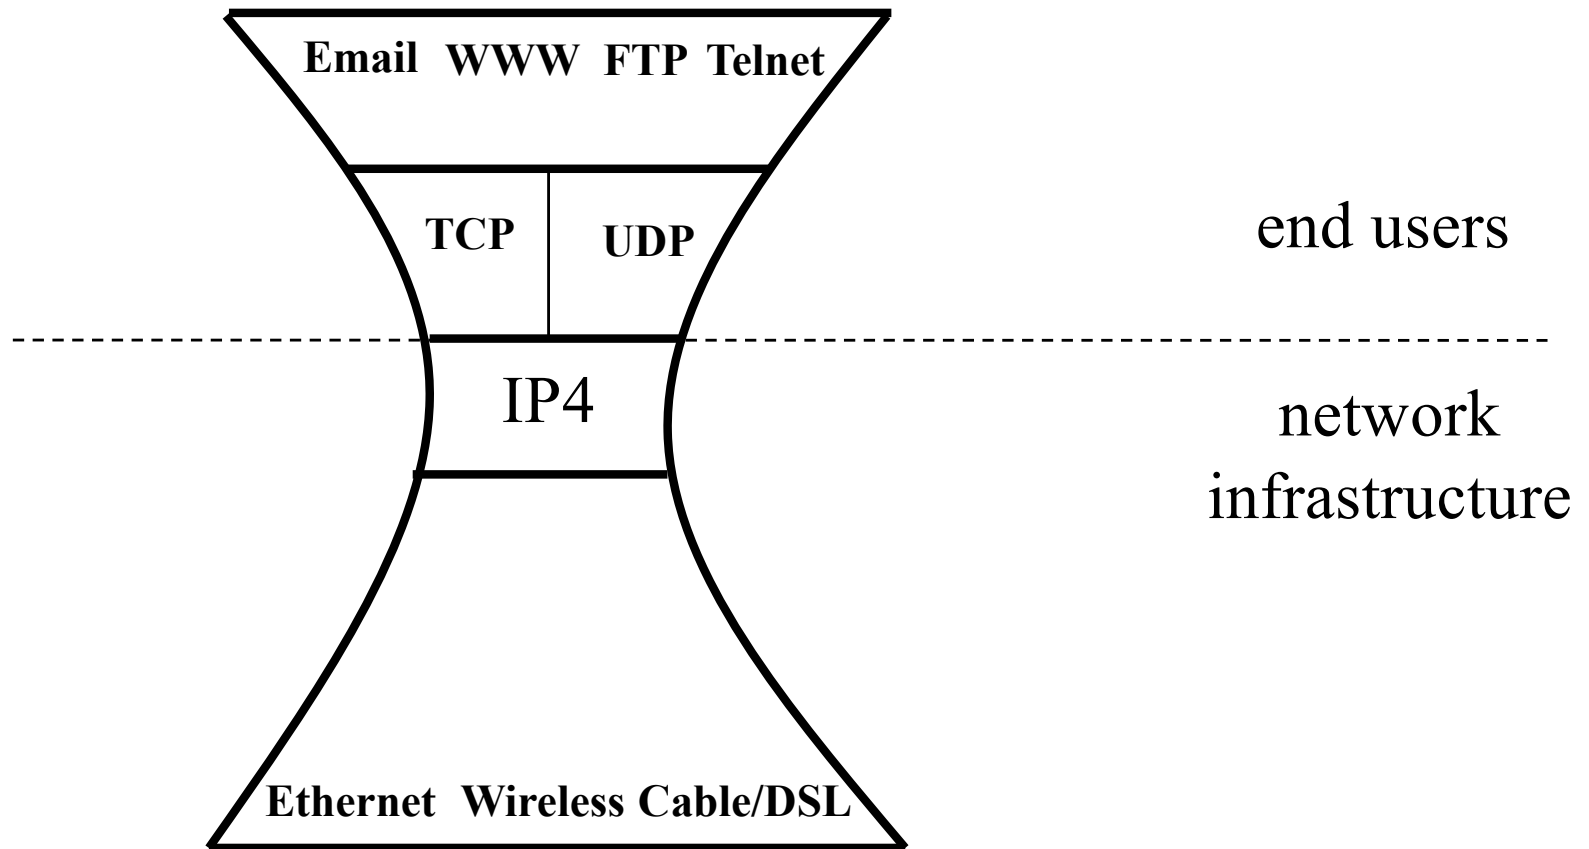 Email WWW FTP Telnet
TCP UDP
end users
IP4
network
infrastructure
Ethernet Wireless Cable/DSL